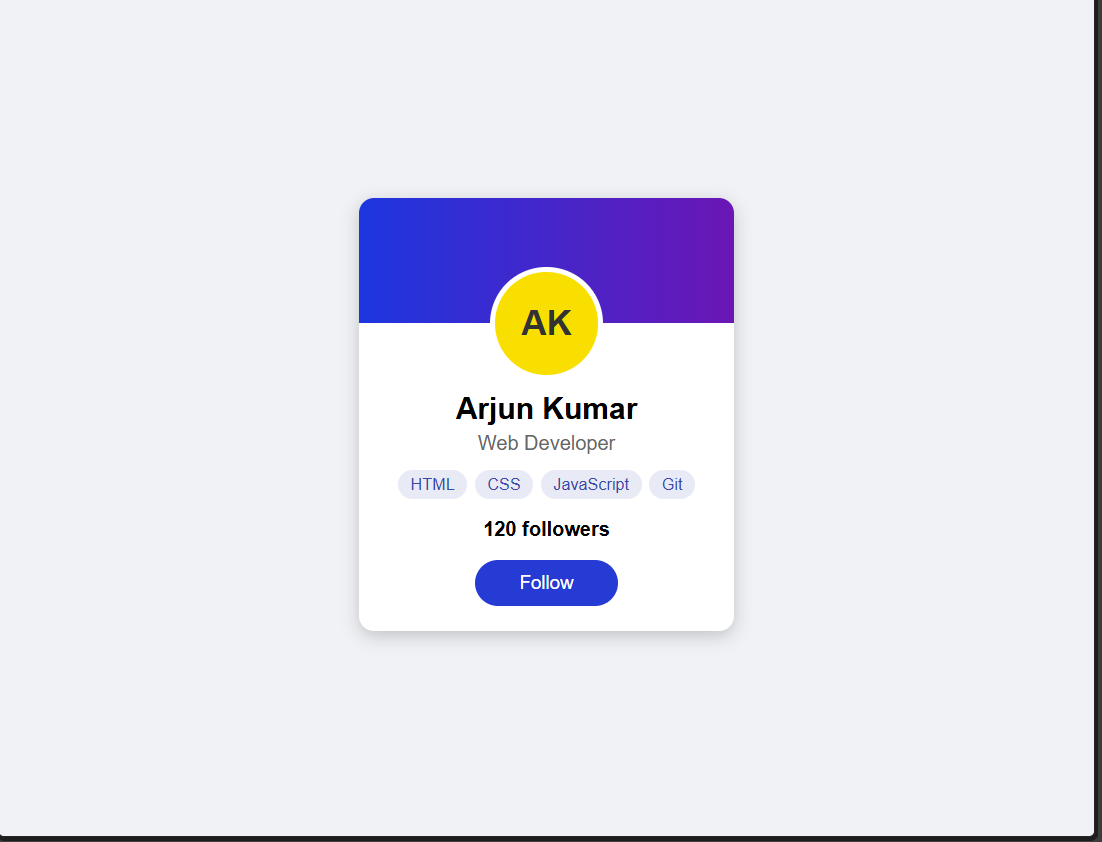 AK
Arjun Kumar
Web Developer
HTML CSS JavaScript Git
120 followers
Follow